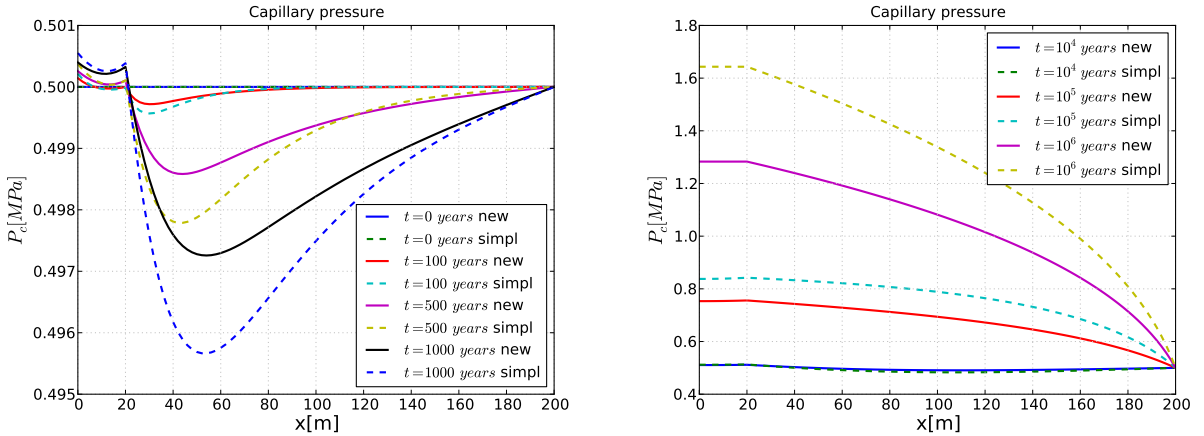 Capillary pressure
0.501
0.500
0.499
0.498
0.497
0.496
0.495
P_c[MPa]
0 20 40 60 80 100 120 140 160 180 200
x[m]
t=0 years new
t=0 years simpl
t=100 years new
t=100 years simpl
t=500 years new
t=500 years simpl
t=1000 years new
t=1000 years simpl
Capillary pressure
1.8
1.6
1.4
1.2
1.0
0.8
0.6
0.4
P_c[MPa]
0 20 40 60 80 100 120 140 160 180 200
x[m]
t=10^4 years new
t=10^4 years simpl
t=10^5 years new
t=10^5 years simpl
t=10^6 years new
t=10^6 years simpl